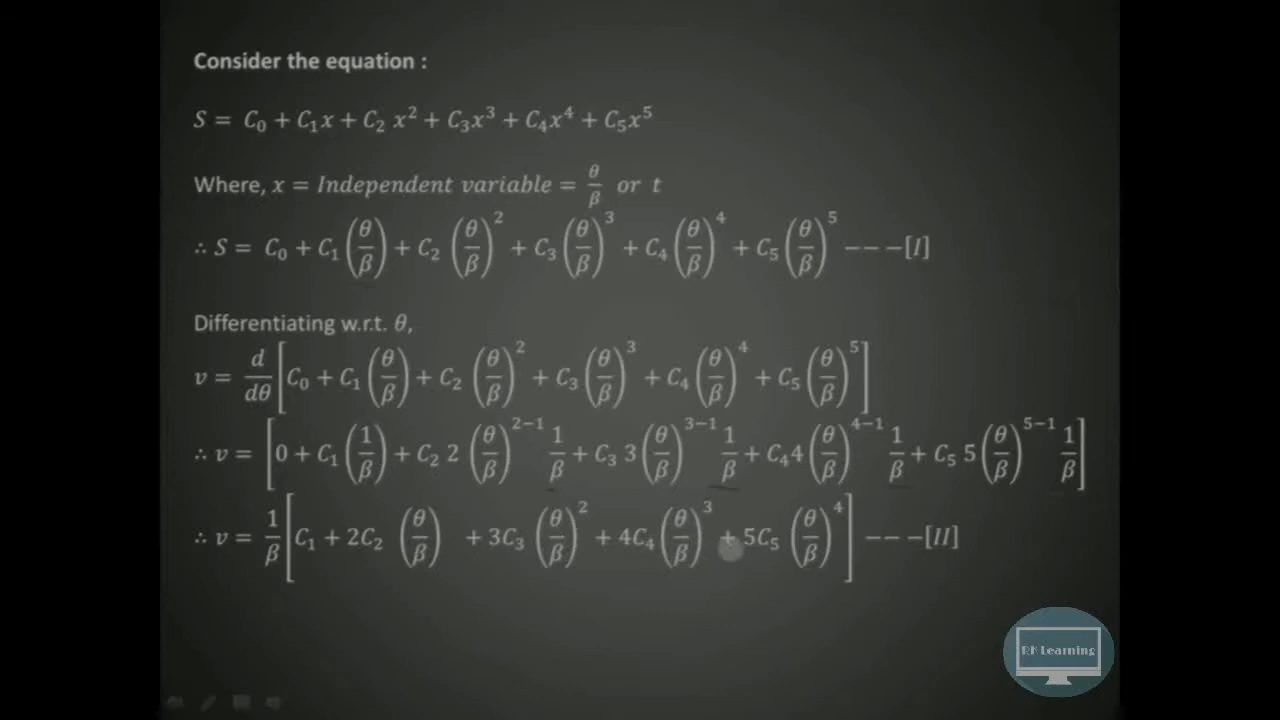 Consider the equation :
S = C₀ + C₁x + C₂ x² + C₃x³ + C₄x⁴ + C₅x⁵
Where, x = Independent variable = θ/β or t
∴ S = C₀ + C₁ (θ/β) + C₂ (θ/β)² + C₃ (θ/β)³ + C₄ (θ/β)⁴ + C₅ (θ/β)⁵ −−−[I]
Differentiating w.r.t. θ,
v = d/dθ [C₀ + C₁ (θ/β) + C₂ (θ/β)² + C₃ (θ/β)³ + C₄ (θ/β)⁴ + C₅ (θ/β)⁵]
∴ v = [0 + C₁ (1/β) + C₂ 2 (θ/β)²⁻¹ 1/β + C₃ 3 (θ/β)³⁻¹ 1/β + C₄4 (θ/β)⁴⁻¹ 1/β + C₅ 5 (θ/β)⁵⁻¹ 1/β]
∴ v = 1/β [C₁ + 2C₂ (θ/β) + 3C₃ (θ/β)² + 4C₄ (θ/β)³ + 5C₅ (θ/β)⁴] −−−[II]
RK Learning